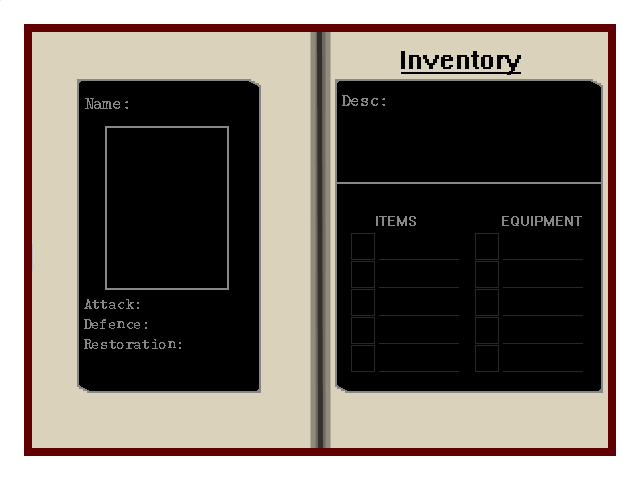 Name:
Attack:
Defence:
Restoration:
Inventory
Desc:
ITEMS EQUIPMENT